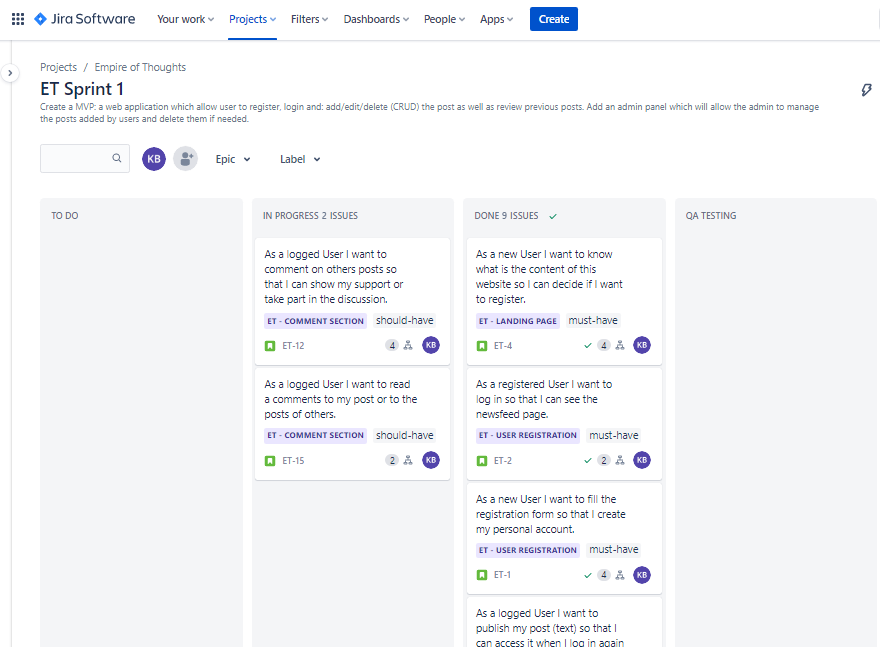 Jira Software Your work Projects Filters Dashboards People Apps Create
Projects / Empire of Thoughts
ET Sprint 1
Create a MVP: a web application which allow user to register, login and: add/edit/delete (CRUD) the post as well as review previous posts. Add an admin panel which will allow the admin to manage
the posts added by users and delete them if needed.
KB Epic Label
TO DO
IN PROGRESS 2 ISSUES
As a logged User I want to
comment on others posts so
that I can show my support or
take part in the discussion.
ET - COMMENT SECTION should-have
ET-12 4 KB
As a logged User I want to read
a comments to my post or to the
posts of others.
ET - COMMENT SECTION should-have
ET-15 2 KB
DONE 9 ISSUES
As a new User I want to know
what is the content of this
website so I can decide if I want
to register.
ET - LANDING PAGE must-have
ET-4 4 KB
As a registered User I want to
log in so that I can see the
newsfeed page.
ET - USER REGISTRATION must-have
ET-2 2 KB
As a new User I want to fill the
registration form so that I create
my personal account.
ET - USER REGISTRATION must-have
ET-1 4 KB
As a logged User I want to
publish my post (text) so that I
can access it when I log in again
QA TESTING